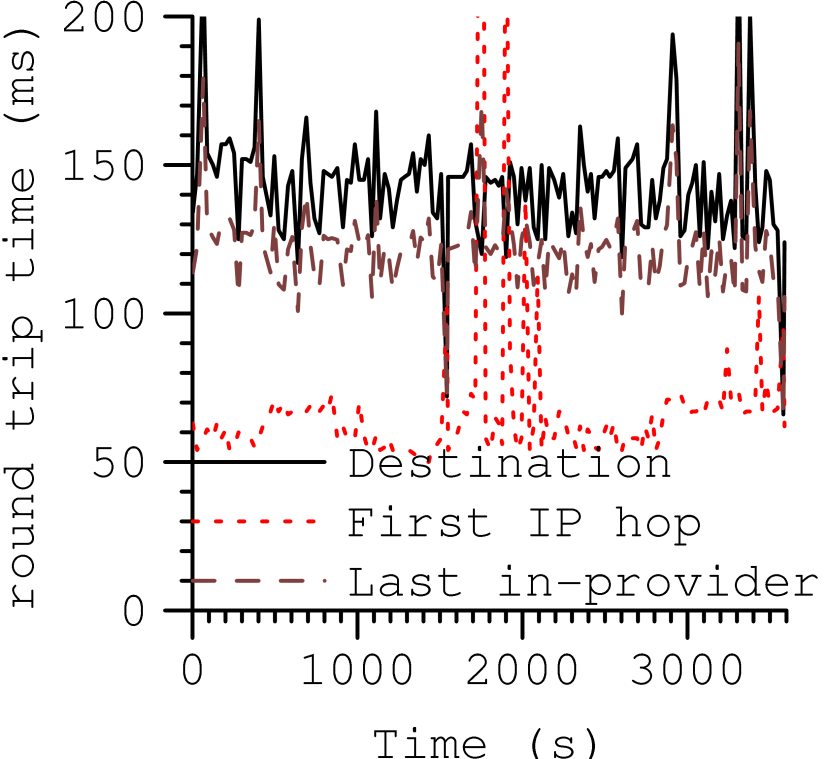 round trip time (ms)
200
150
100
50
0
Destination
First IP hop
Last in-provider
0 1000 2000 3000
Time (s)